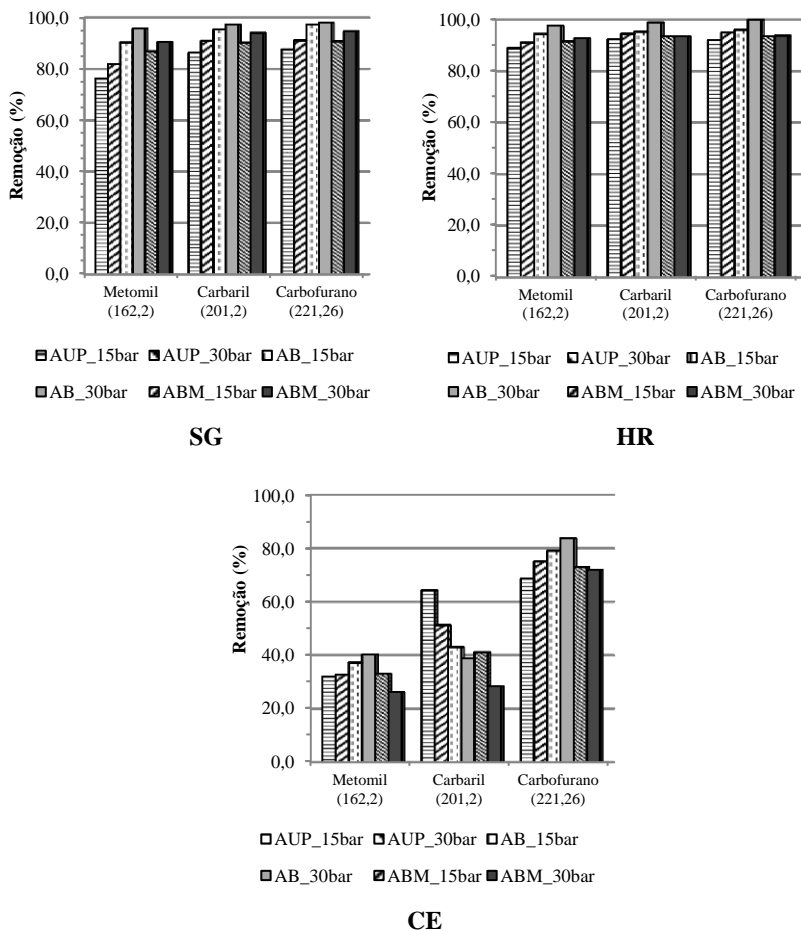 Remoção (%)
100,0
80,0
60,0
40,0
20,0
0,0
Metomil
(162,2)
Carbaril
(201,2)
Carbofurano
(221,26)
AUP_15bar AUP_30bar AB_15bar
AB_30bar ABM_15bar ABM_30bar
SG
Remoção (%)
100,0
80,0
60,0
40,0
20,0
0,0
Metomil
(162,2)
Carbaril
(201,2)
Carbofurano
(221,26)
AUP_15bar AUP_30bar AB_15bar
AB_30bar ABM_15bar ABM_30bar
HR
Remoção (%)
100,0
80,0
60,0
40,0
20,0
0,0
Metomil
(162,2)
Carbaril
(201,2)
Carbofurano
(221,26)
AUP_15bar AUP_30bar AB_15bar
AB_30bar ABM_15bar ABM_30bar
CE